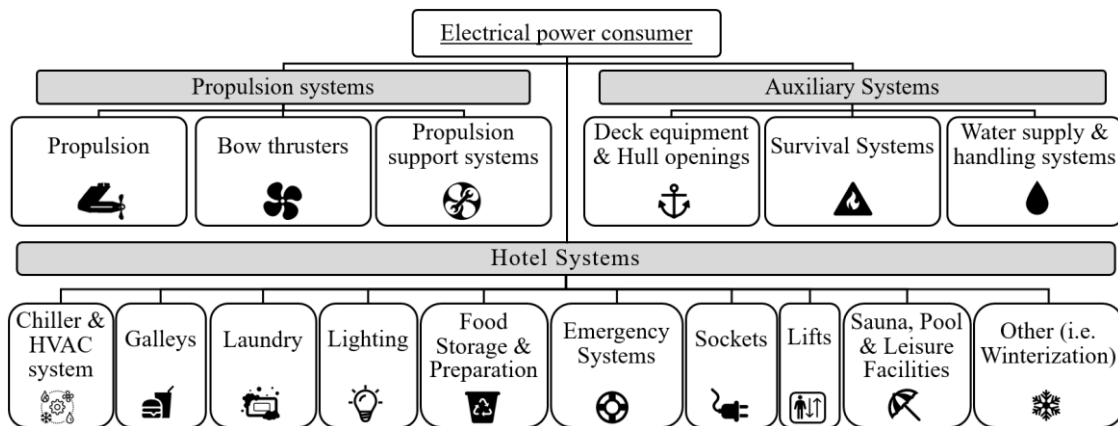 Electrical power consumer
Propulsion systems
Auxiliary Systems
Propulsion
Bow thrusters
Propulsion
support systems
Deck equipment
& Hull openings
Survival Systems
Water supply &
handling systems
Hotel Systems
Chiller &
HVAC
system
Galleys
Laundry
Lighting
Food
Storage &
Preparation
Emergency
Systems
Sockets
Lifts
Sauna, Pool
& Leisure
Facilities
Other (i.e.
Winterization)